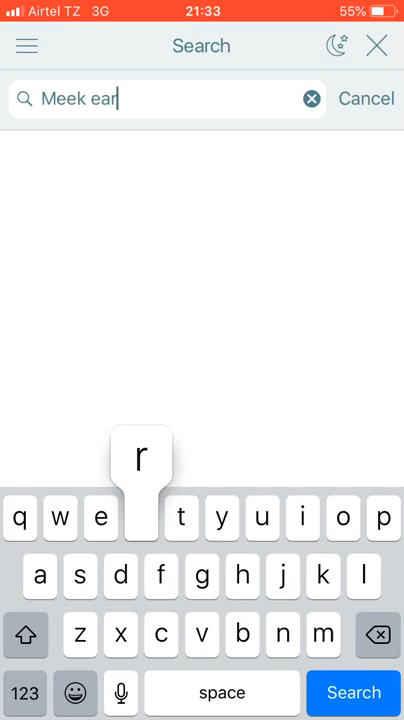 Airtel TZ 3G 21:33 55%
Search
Meek ear Cancel
r
q w e t y u i o p
a s d f g h j k l
z x c v b n m
123 space Search